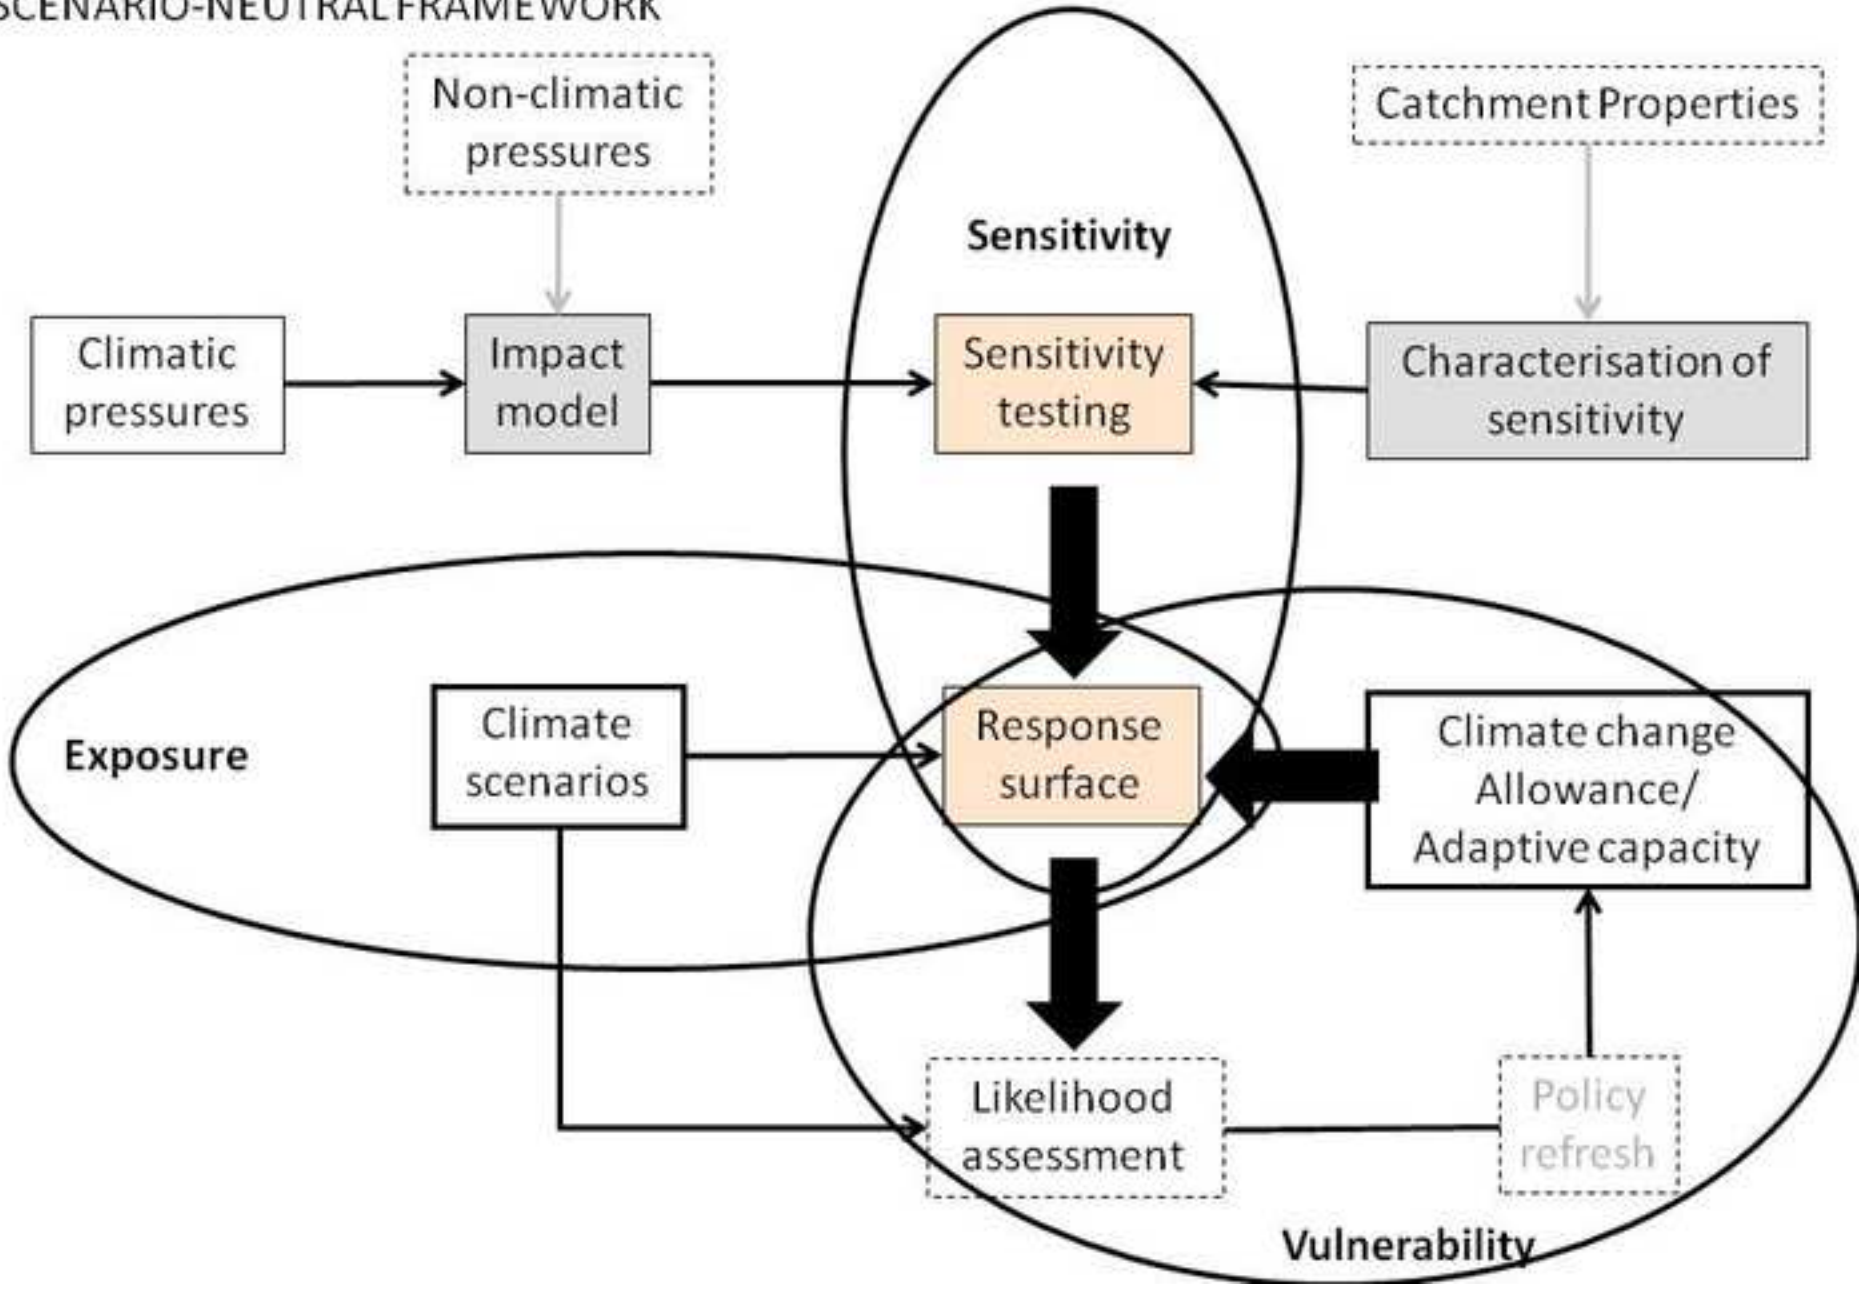 SCENARIO-NEUTRAL FRAMEWORK
Non-climatic
pressures
Catchment Properties
Sensitivity
Climatic
pressures
Impact
model
Sensitivity
testing
Characterisation of
sensitivity
Exposure
Climate
scenarios
Response
surface
Climate change
Allowance/
Adaptive capacity
Likelihood
assessment
Policy
refresh
Vulnerability